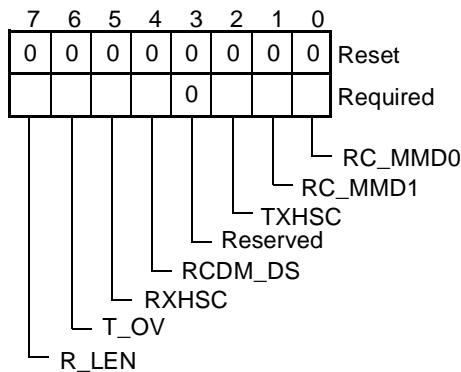 7 6 5 4 3 2 1 0
0 0 0 0 0 0 0 0 Reset
0 Required
RC_MMD0
RC_MMD1
TXHSC
Reserved
RCDM_DS
RXHSC
T_OV
R_LEN